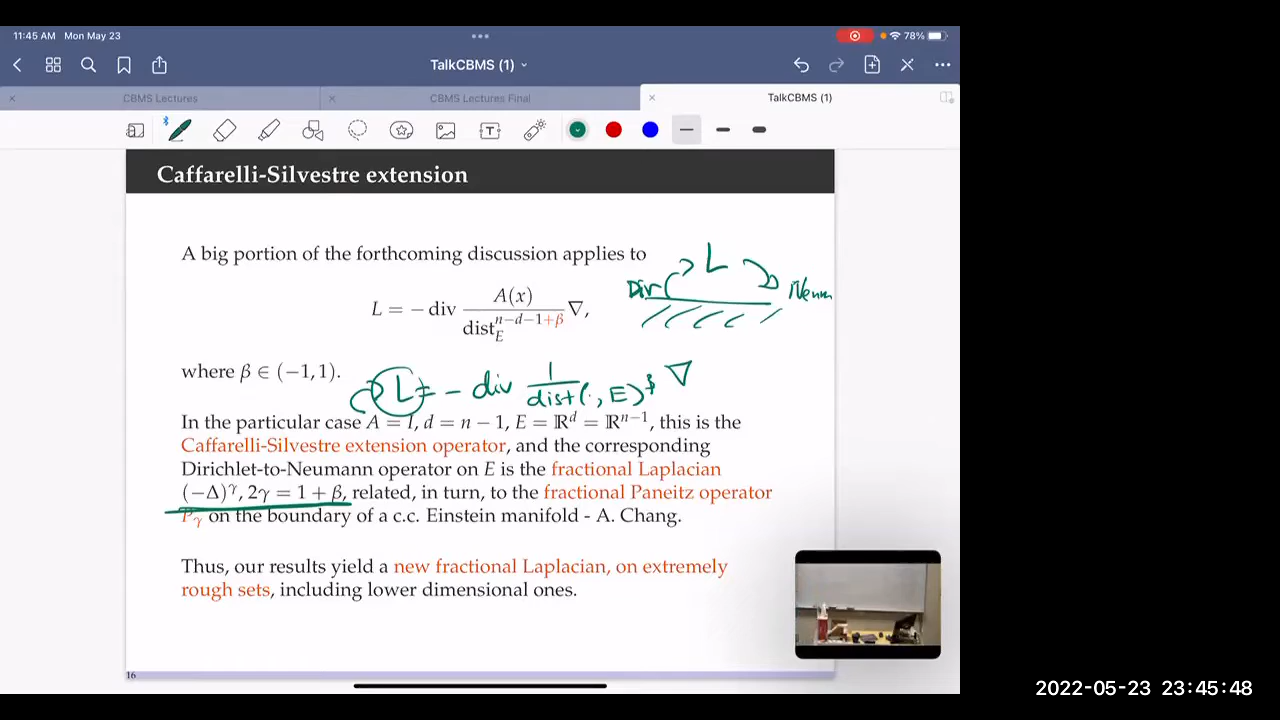 11:45 AM Mon May 23
78%
TalkCBMS (1)
CBMS Lectures
CBMS Lectures Final
TalkCBMS (1)
Caffarelli-Silvestre extension
A big portion of the forthcoming discussion applies to
L
Dir
Neum
L = − div A(x) / dist_E^{n−d−1+β} ∇,
where β ∈ (−1, 1).
L = − div 1 / dist(·, E) ∇
In the particular case A = I, d = n − 1, E = ℝ^d = ℝ^{n−1}, this is the
Caffarelli-Silvestre extension operator, and the corresponding
Dirichlet-to-Neumann operator on E is the fractional Laplacian
(−Δ)^γ, 2γ = 1 + β, related, in turn, to the fractional Paneitz operator
P_γ on the boundary of a c.c. Einstein manifold - A. Chang.
Thus, our results yield a new fractional Laplacian, on extremely
rough sets, including lower dimensional ones.
16
2022-05-23 23:45:48